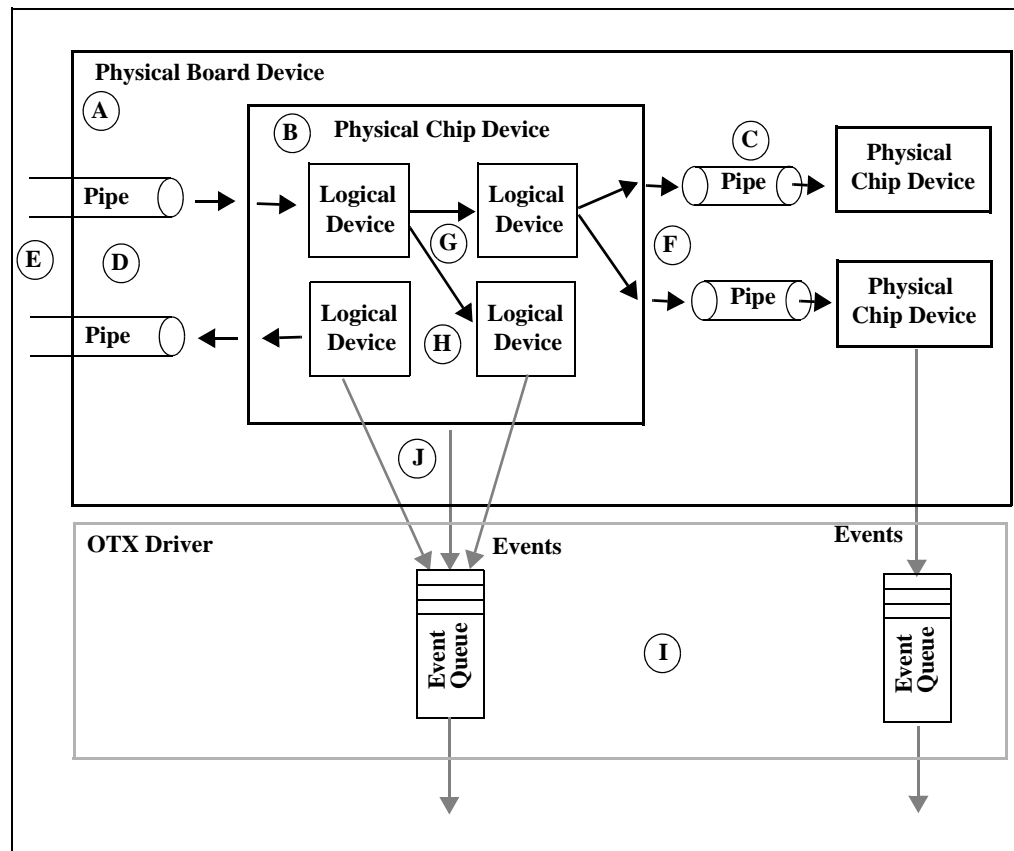 Physical Board Device
A
B
Physical Chip Device
C
Physical
Chip Device
Pipe
Logical
Device
Logical
Device
Pipe
E
D
G
F
Physical
Chip Device
Pipe
Logical
Device
H
Logical
Device
Pipe
J
OTX Driver
Events
Events
Event
Queue
I
Event
Queue